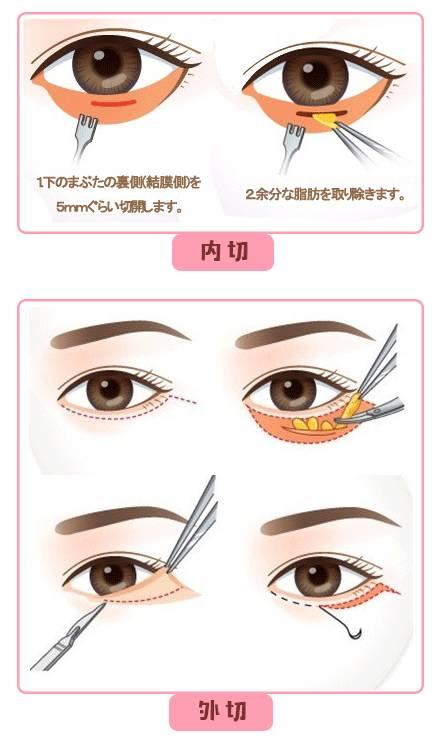 1.下のまぶたの裏側(結膜側)を
5mmぐらい切開します。
2.余分な脂肪を取り除きます。
内切
外切